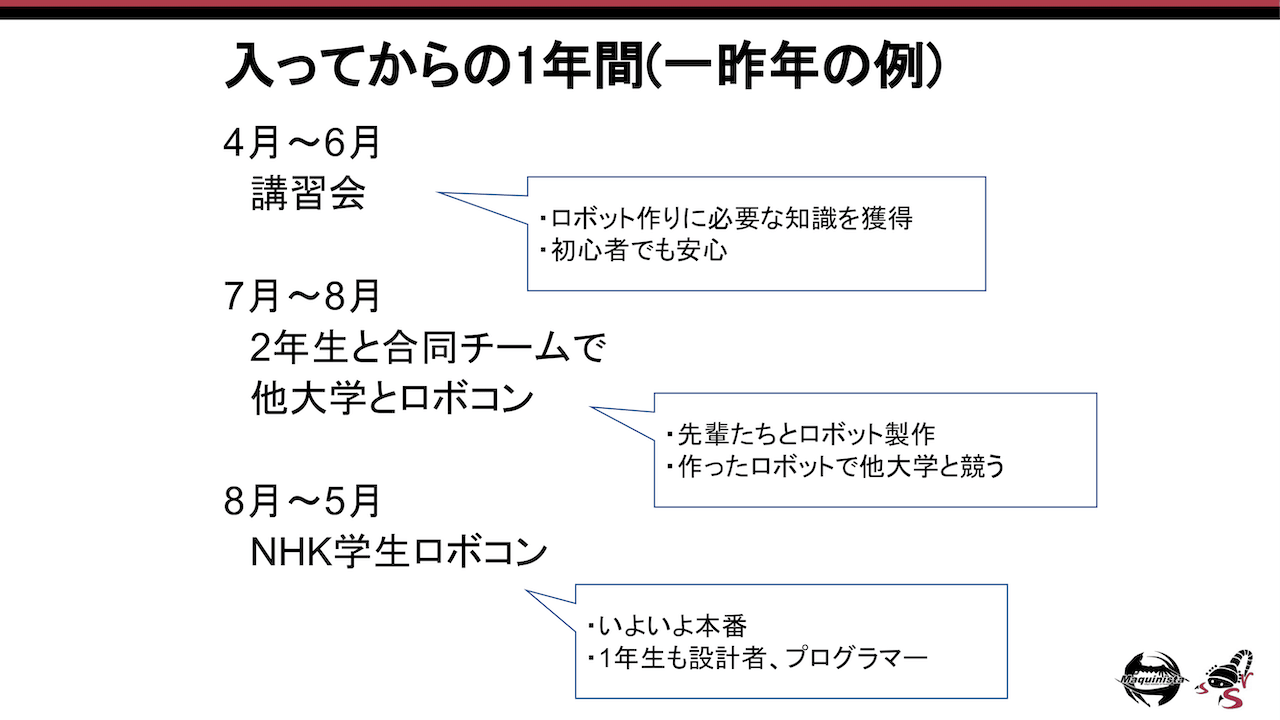 入ってからの1年間(一昨年の例)
4月～6月
講習会
・ロボット作りに必要な知識を獲得
・初心者でも安心
7月～8月
2年生と合同チームで
他大学とロボコン
・先輩たちとロボット製作
・作ったロボットで他大学と競う
8月～5月
NHK学生ロボコン
・いよいよ本番
・1年生も設計者、プログラマー
Maquinista
s S r